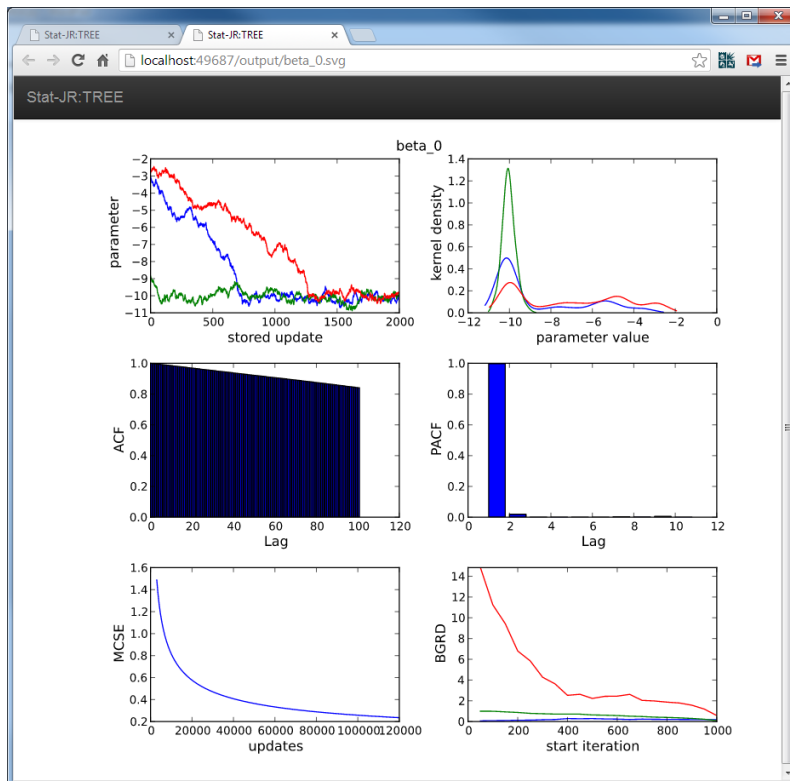 Stat-JR:TREE
Stat-JR:TREE
localhost:49687/output/beta_0.svg
Stat-JR:TREE
beta_0
−2
−3
−4
−5
−6
−7
−8
−9
−10
−11
parameter
0 500 1000 1500 2000
stored update
1.4
1.2
1.0
0.8
0.6
0.4
0.2
0.0
kernel density
−12 −10 −8 −6 −4 −2 0
parameter value
1.0
0.8
0.6
0.4
0.2
0.0
ACF
0 20 40 60 80 100 120
Lag
1.0
0.8
0.6
0.4
0.2
0.0
PACF
0 2 4 6 8 10 12
Lag
1.6
1.4
1.2
1.0
0.8
0.6
0.4
0.2
MCSE
0 20000 40000 60000 80000 100000 120000
updates
14
12
10
8
6
4
2
0
BGRD
0 200 400 600 800 1000
start iteration